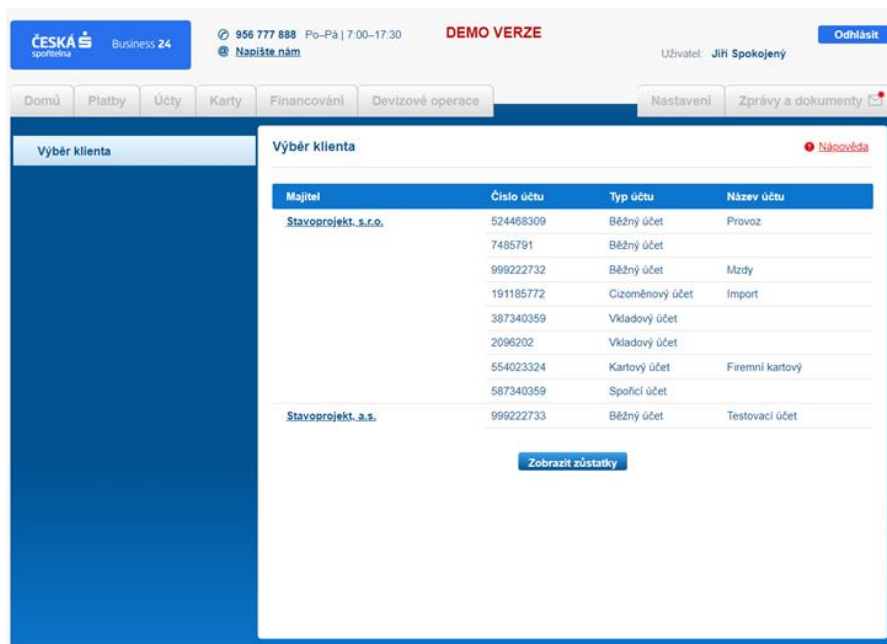 ČESKÁ
spořitelna
Business 24
956 777 888 Po–Pá | 7:00–17:30
@ Napište nám
DEMO VERZE
Odhlásit
Uživatel: Jiří Spokojený
Domů Platby Účty Karty Financování Devizové operace Nastavení Zprávy a dokumenty
Výběr klienta
Výběr klienta
Nápověda
Majitel Číslo účtu Typ účtu Název účtu
Stavoprojekt, s.r.o. 524468309 Běžný účet Provoz
7485791 Běžný účet
999222732 Běžný účet Mzdy
191185772 Cizoměnový účet Import
387340359 Vkladový účet
2096202 Vkladový účet
554023324 Kartový účet Firemní kartový
587340359 Spořicí účet
Stavoprojekt, a.s. 999222733 Běžný účet Testovací účet
Zobrazit zůstatky